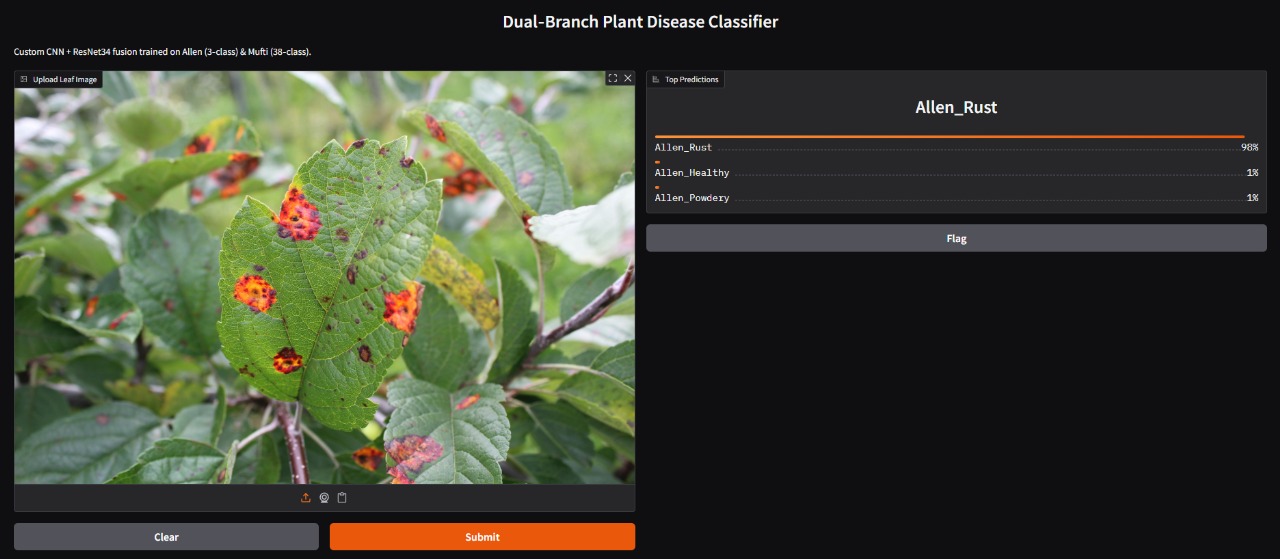 Dual-Branch Plant Disease Classifier
Custom CNN + ResNet34 fusion trained on Allen (3-class) & Mufti (38-class).
Upload Leaf Image
Clear
Submit
Top Predictions
Allen_Rust
Allen_Rust 98%
Allen_Healthy 1%
Allen_Powdery 1%
Flag